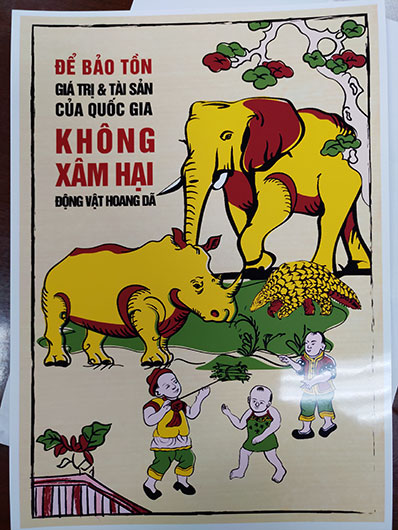 ĐỂ BẢO TỒN
GIÁ TRỊ & TÀI SẢN
CỦA QUỐC GIA
KHÔNG
XÂM HẠI
ĐỘNG VẬT HOANG DÃ